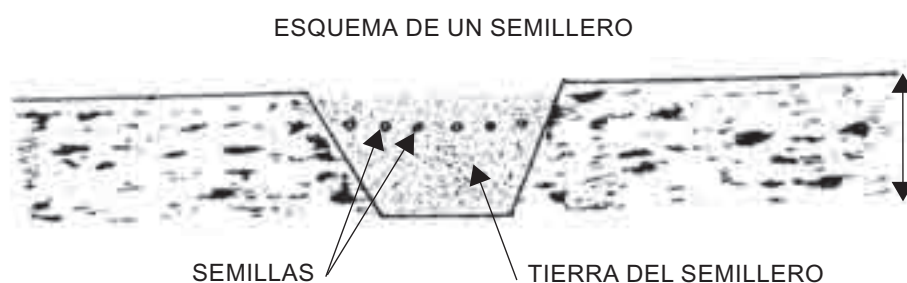 ESQUEMA DE UN SEMILLERO
SEMILLAS
TIERRA DEL SEMILLERO